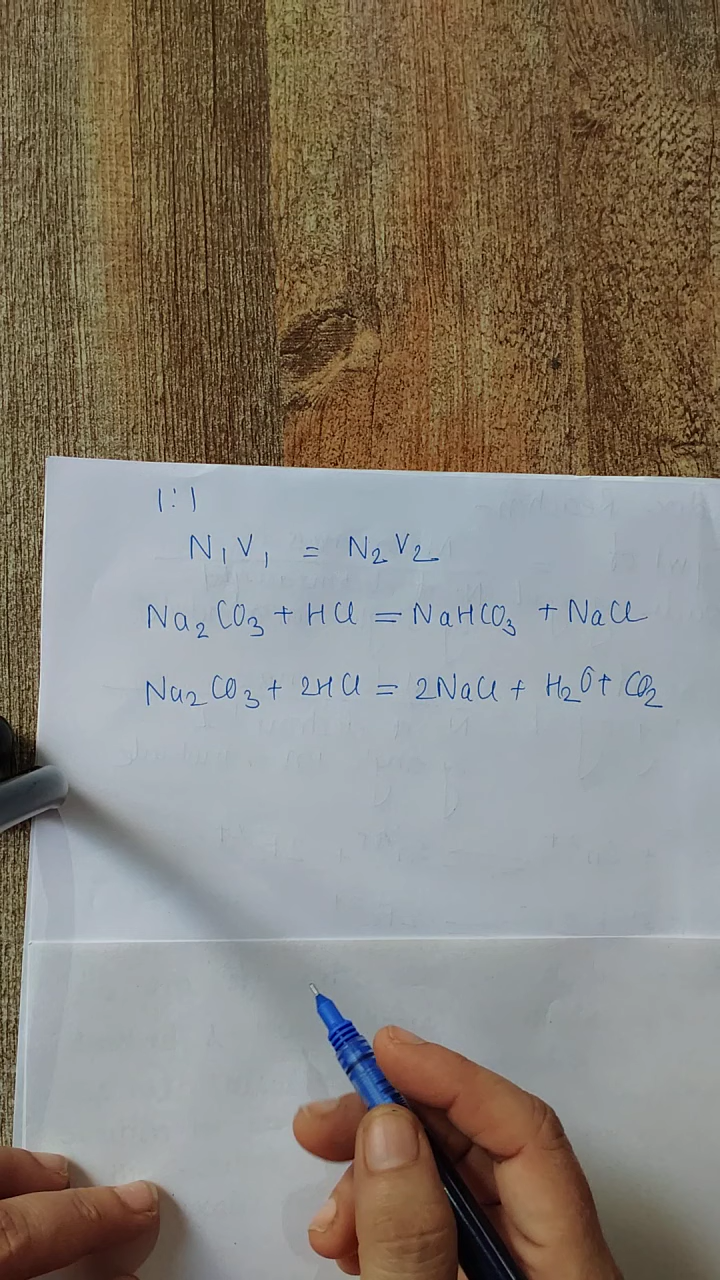 1:1
N₁V₁ = N₂V₂
Na₂CO₃ + HCl = NaHCO₃ + NaCl
Na₂CO₃ + 2HCl = 2NaCl + H₂O + CO₂